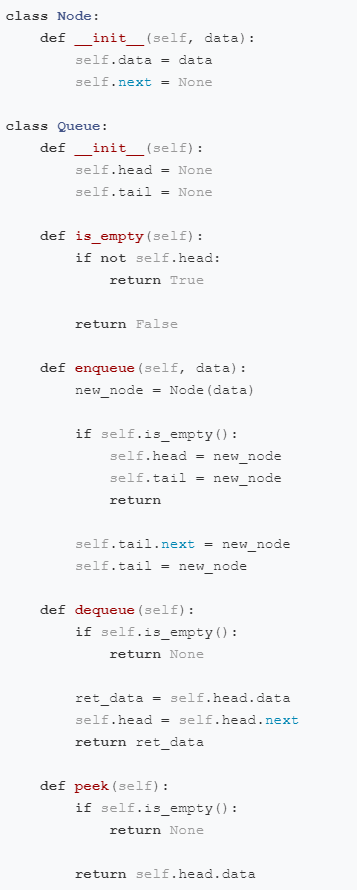 class Node:
    def __init__(self, data):
        self.data = data
        self.next = None

class Queue:
    def __init__(self):
        self.head = None
        self.tail = None

    def is_empty(self):
        if not self.head:
            return True

        return False

    def enqueue(self, data):
        new_node = Node(data)

        if self.is_empty():
            self.head = new_node
            self.tail = new_node
            return

        self.tail.next = new_node
        self.tail = new_node

    def dequeue(self):
        if self.is_empty():
            return None

        ret_data = self.head.data
        self.head = self.head.next
        return ret_data

    def peek(self):
        if self.is_empty():
            return None

        return self.head.data